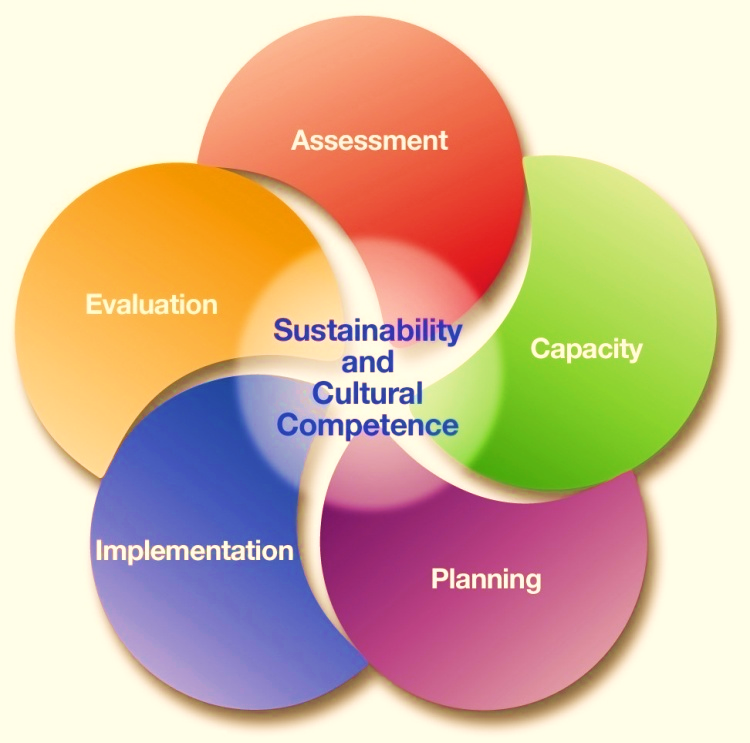 Assessment
Evaluation
Capacity
Sustainability
and
Cultural
Competence
Implementation
Planning